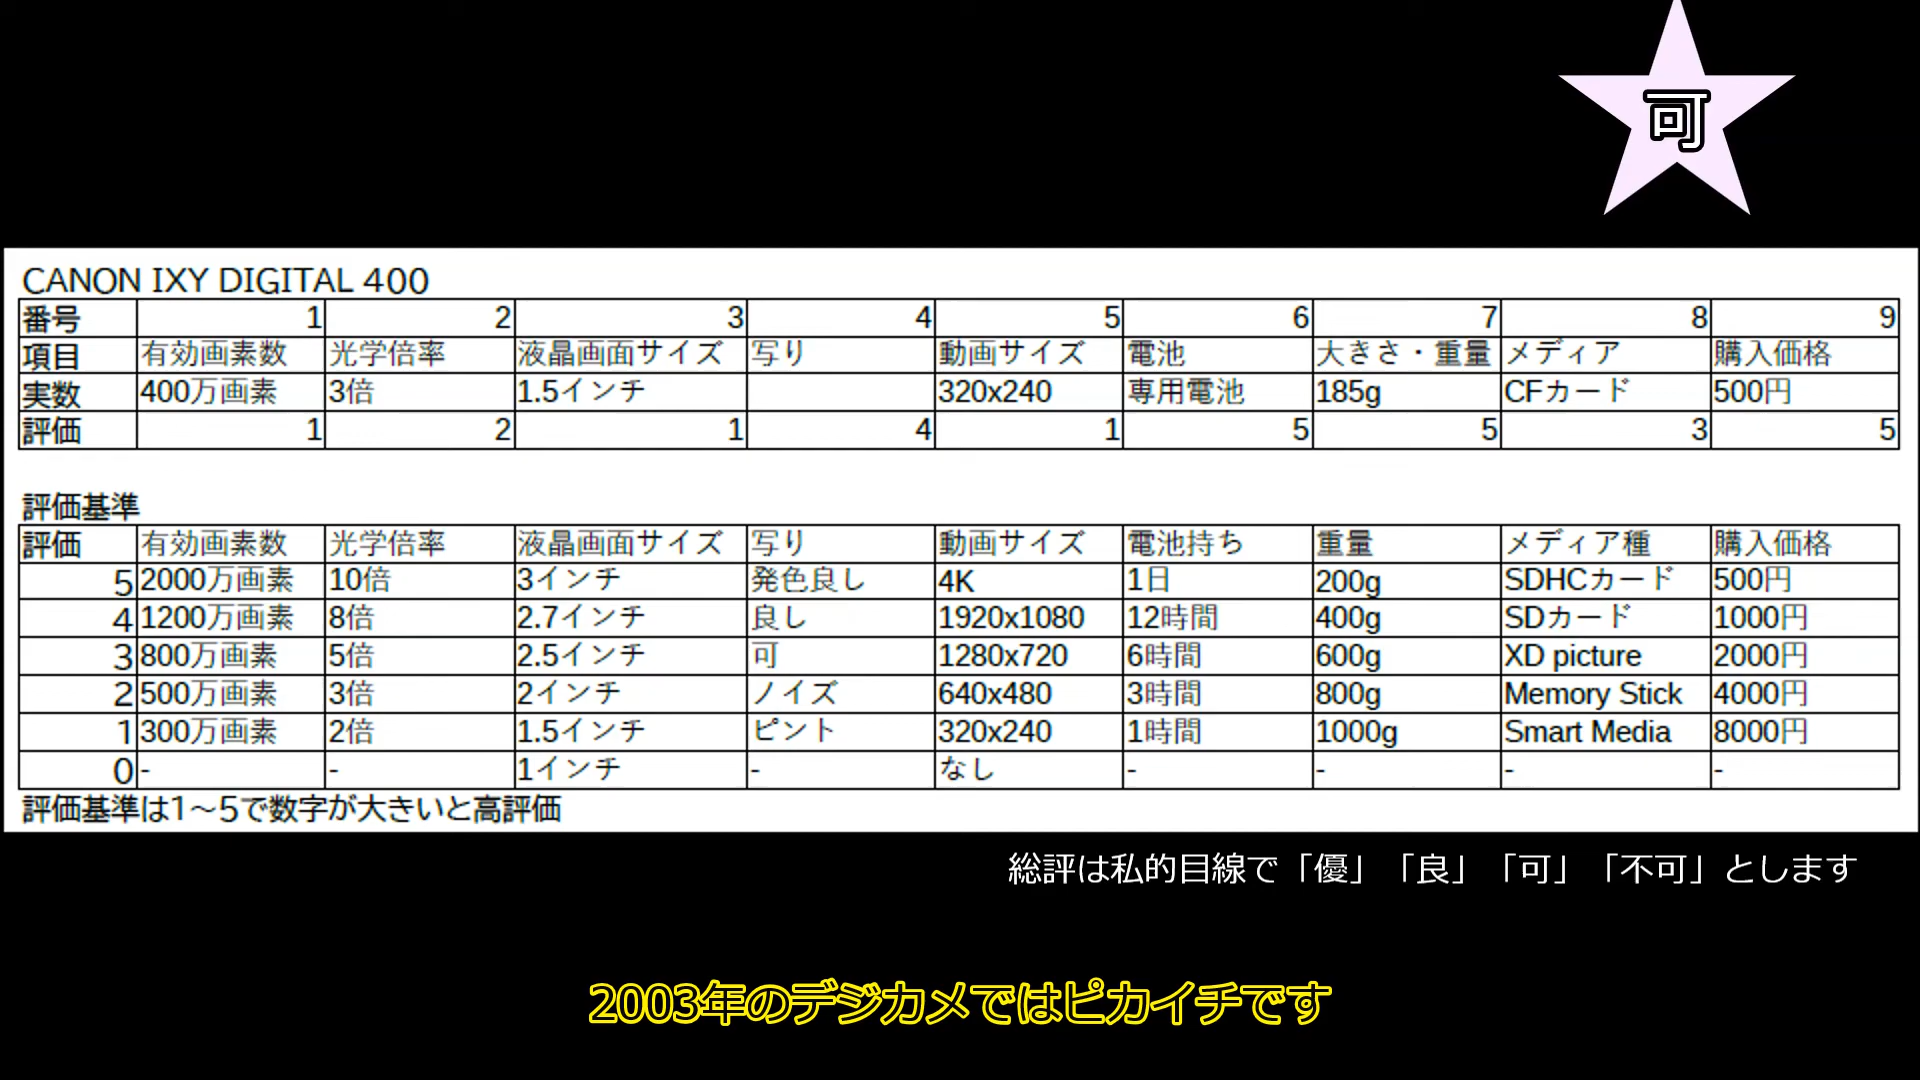 可
CANON IXY DIGITAL 400
番号 1 2 3 4 5 6 7 8 9
項目 有効画素数 光学倍率 液晶画面サイズ 写り 動画サイズ 電池 大きさ・重量 メディア 購入価格
実数 400万画素 3倍 1.5インチ 320x240 専用電池 185g CFカード 500円
評価 1 2 1 4 1 5 5 3 5
評価基準
評価 有効画素数 光学倍率 液晶画面サイズ 写り 動画サイズ 電池持ち 重量 メディア種 購入価格
5 2000万画素 10倍 3インチ 発色良し 4K 1日 200g SDHCカード 500円
4 1200万画素 8倍 2.7インチ 良し 1920x1080 12時間 400g SDカード 1000円
3 800万画素 5倍 2.5インチ 可 1280x720 6時間 600g XD picture 2000円
2 500万画素 3倍 2インチ ノイズ 640x480 3時間 800g Memory Stick 4000円
1 300万画素 2倍 1.5インチ ピント 320x240 1時間 1000g Smart Media 8000円
0 - - 1インチ - なし - - - -
評価基準は1～5で数字が大きいと高評価
総評は私的目線で「優」「良」「可」「不可」とします
2003年のデジカメではピカイチです